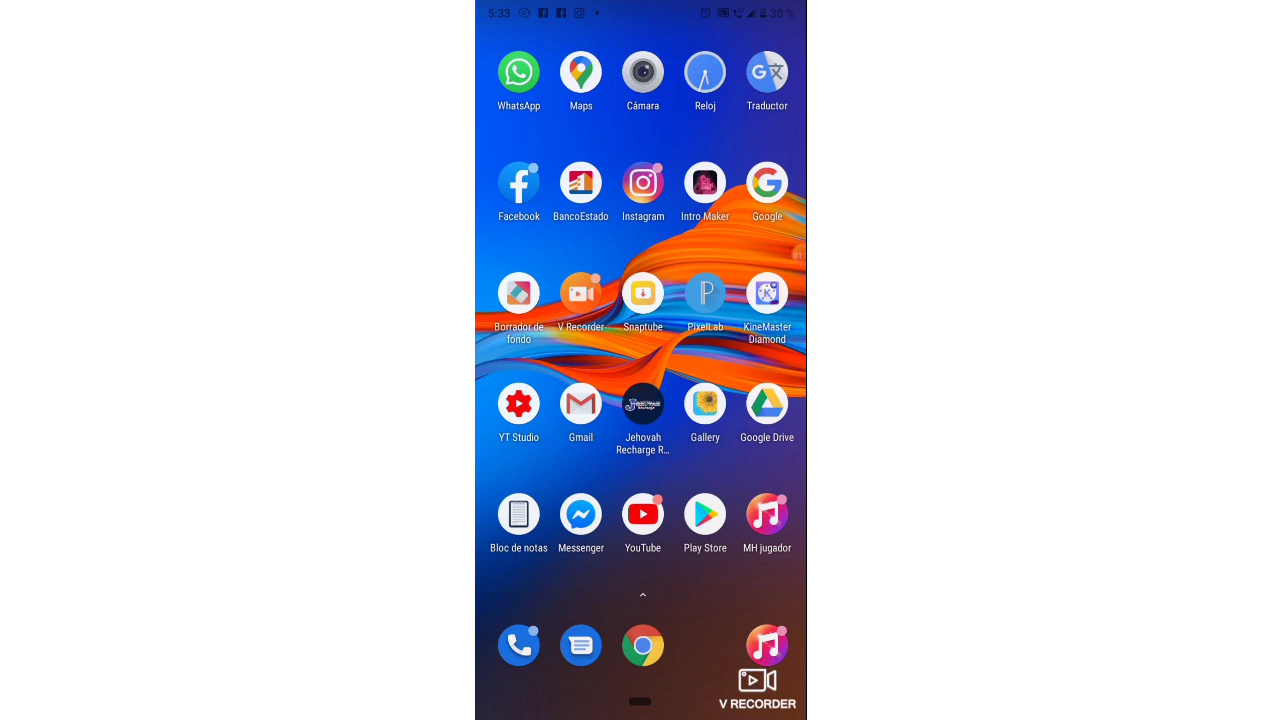 5:33
30 %
WhatsApp
Maps
Cámara
Reloj
Traductor
Facebook
BancoEstado
Instagram
Intro Maker
Google
01:
Borrador de
fondo
V Recorder
Snaptube
PixelLab
KineMaster
Diamond
YT Studio
Gmail
Jehovah
Recharge R...
Gallery
Google Drive
Bloc de notas
Messenger
YouTube
Play Store
MH jugador
V RECORDER